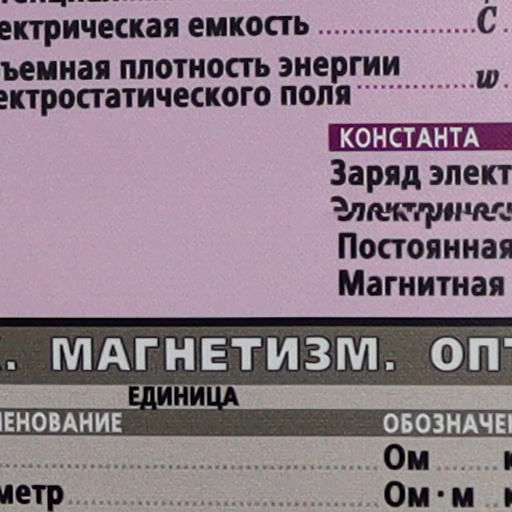 ектрическая емкость ........................ C
ъемная плотность энергии
ектростатического поля .................. w
КОНСТАНТА
Заряд элект
Постоянная
Магнитная
. МАГНЕТИЗМ. ОПТ
ЕДИНИЦА
ЕНОВАНИЕ ОБОЗНАЧЕ
Ом
метр Ом·м